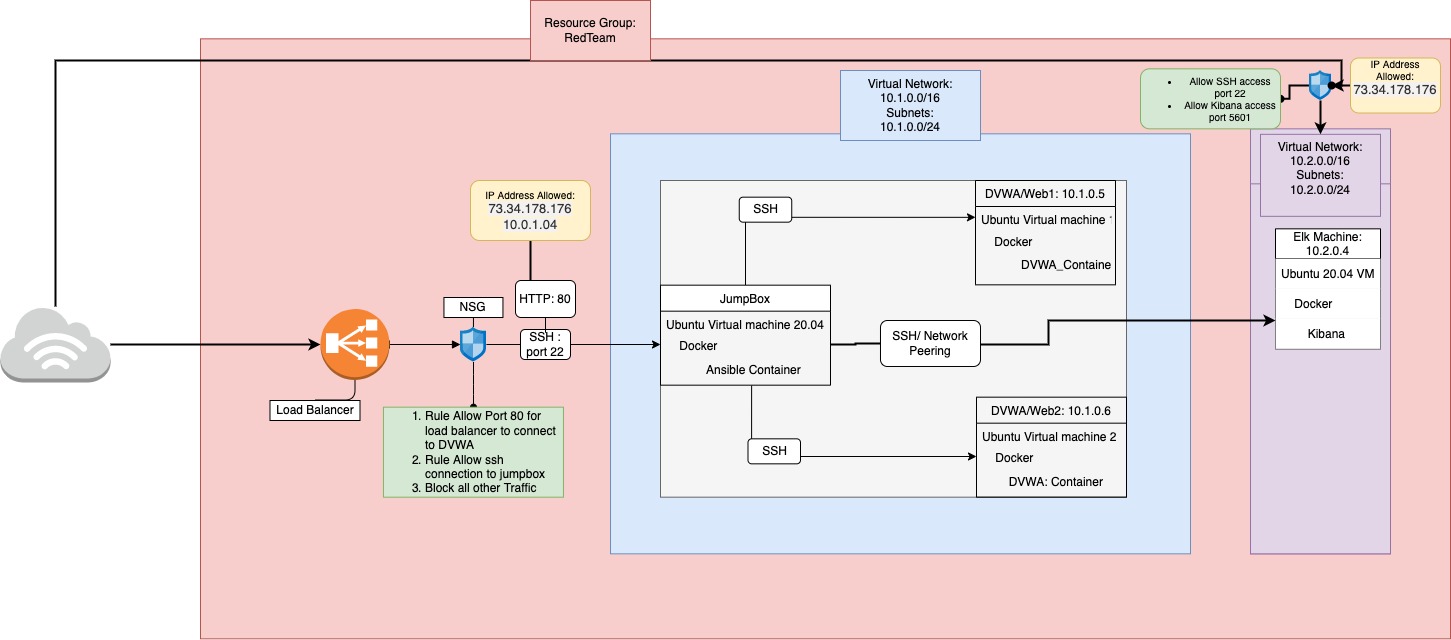 Resource Group:
RedTeam
IP Address
Allowed:
73.34.178.176
Allow SSH access
port 22
Allow Kibana access
port 5601
Virtual Network:
10.1.0.0/16
Subnets:
10.1.0.0/24
Virtual Network:
10.2.0.0/16
Subnets:
10.2.0.0/24
IP Address Allowed:
73.34.178.176
10.0.1.04
HTTP: 80
NSG
SSH :
port 22
Load Balancer
1. Rule Allow Port 80 for
load balancer to connect
to DVWA
2. Rule Allow ssh
connection to jumpbox
3. Block all other Traffic
SSH
DVWA/Web1: 10.1.0.5
Ubuntu Virtual machine
Docker
DVWA_Containe
JumpBox
Ubuntu Virtual machine 20.04
Docker
Ansible Container
SSH/ Network
Peering
SSH
DVWA/Web2: 10.1.0.6
Ubuntu Virtual machine 2
Docker
DVWA: Container
Elk Machine:
10.2.0.4
Ubuntu 20.04 VM
Docker
Kibana